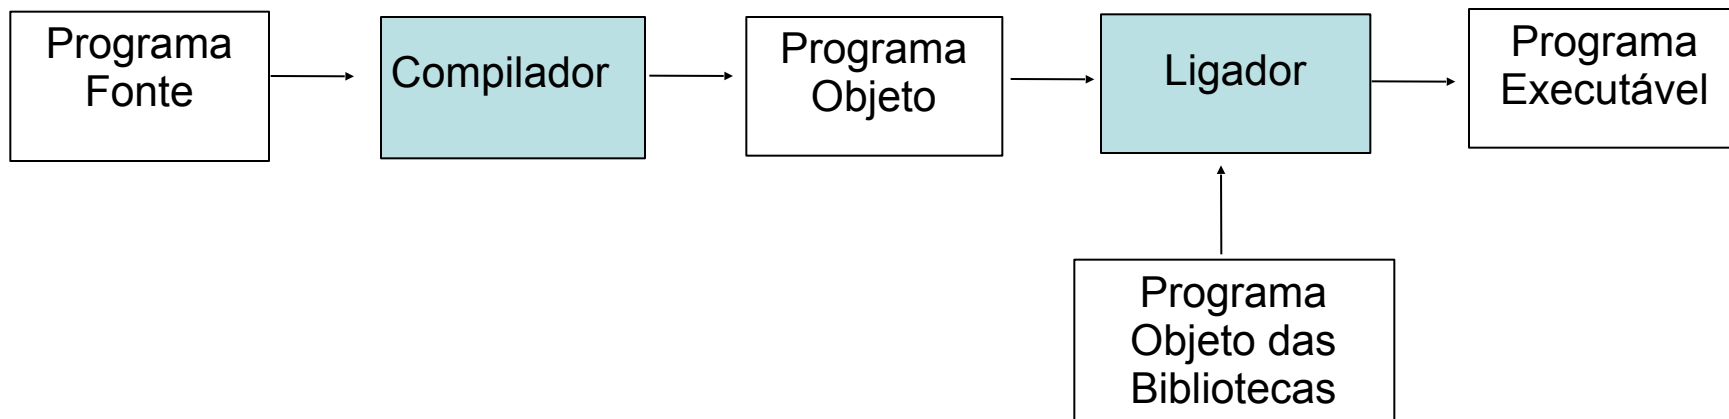 Programa
Fonte
Compilador
Programa
Objeto
Ligador
Programa
Executável
Programa
Objeto das
Bibliotecas